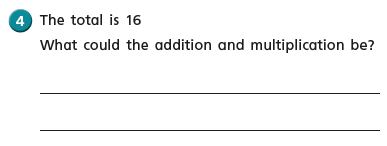 4 The total is 16
What could the addition and multiplication be?